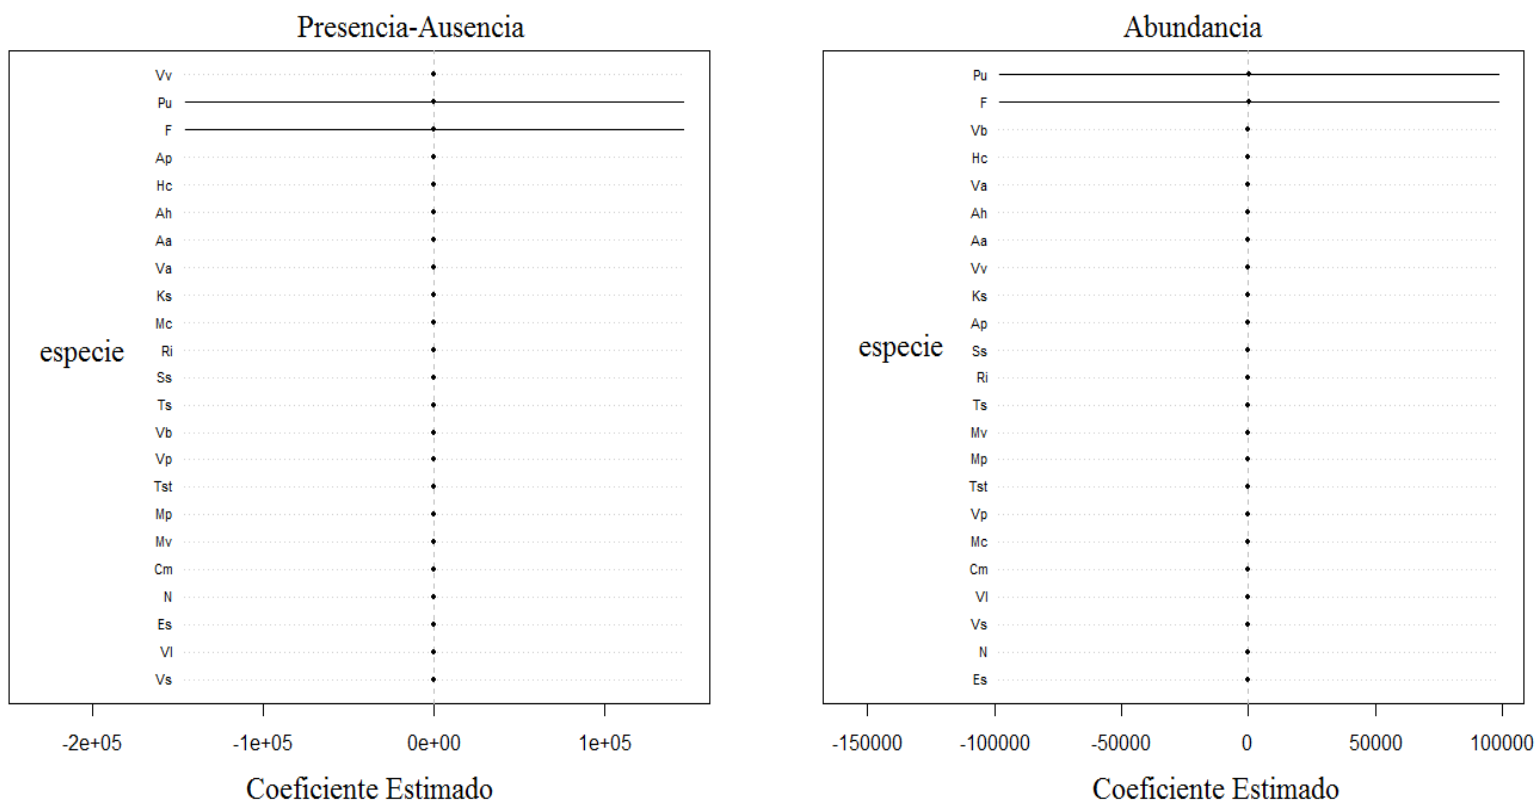 Presencia-Ausencia
Vv
Pu
F
Ap
Hc
Ah
Aa
Va
Ks
Mc
especie
Ri
Ss
Ts
Vb
Vp
Tst
Mp
Mv
Cm
N
Es
Vl
Vs
-2e+05 -1e+05 0e+00 1e+05
Coeficiente Estimado
Abundancia
Pu
F
Vb
Hc
Va
Ah
Aa
Vv
Ks
Ap
especie
Ss
Ri
Ts
Mv
Mp
Tst
Vp
Mc
Cm
Vl
Vs
N
Es
-150000 -100000 -50000 0 50000 100000
Coeficiente Estimado